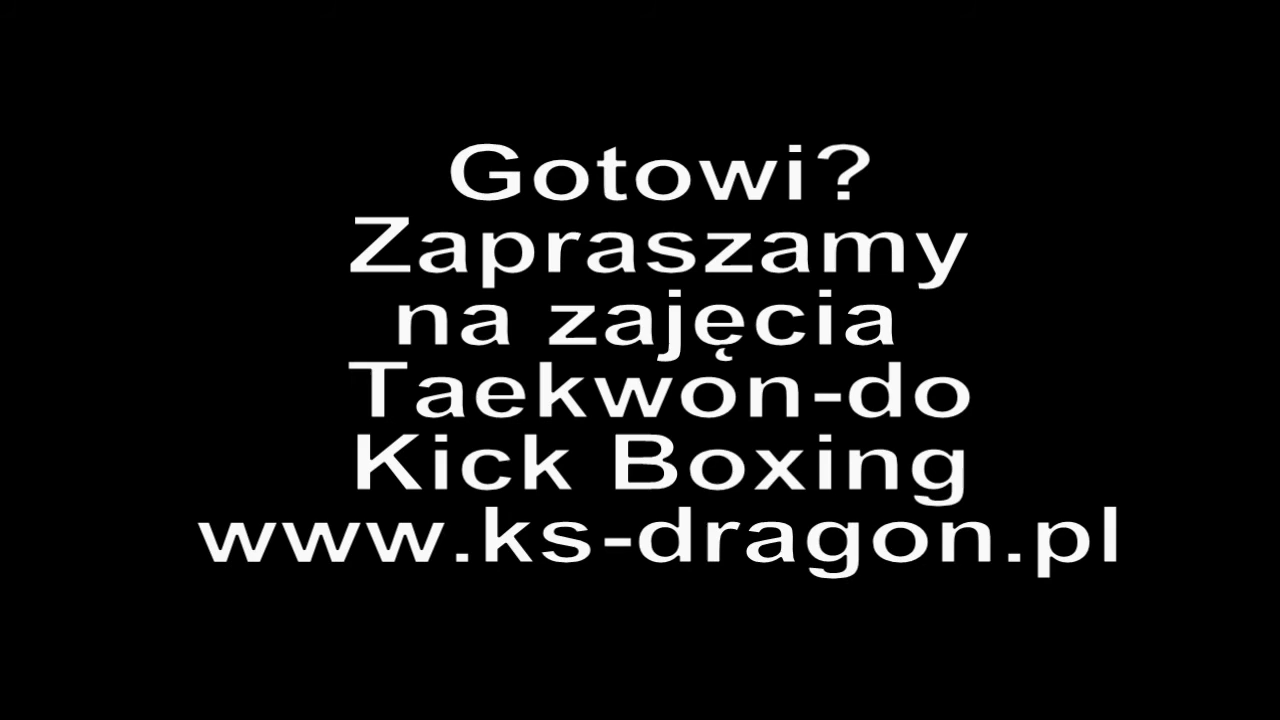 Gotowi?
Zapraszamy
na zajęcia
Taekwon-do
Kick Boxing
www.ks-dragon.pl